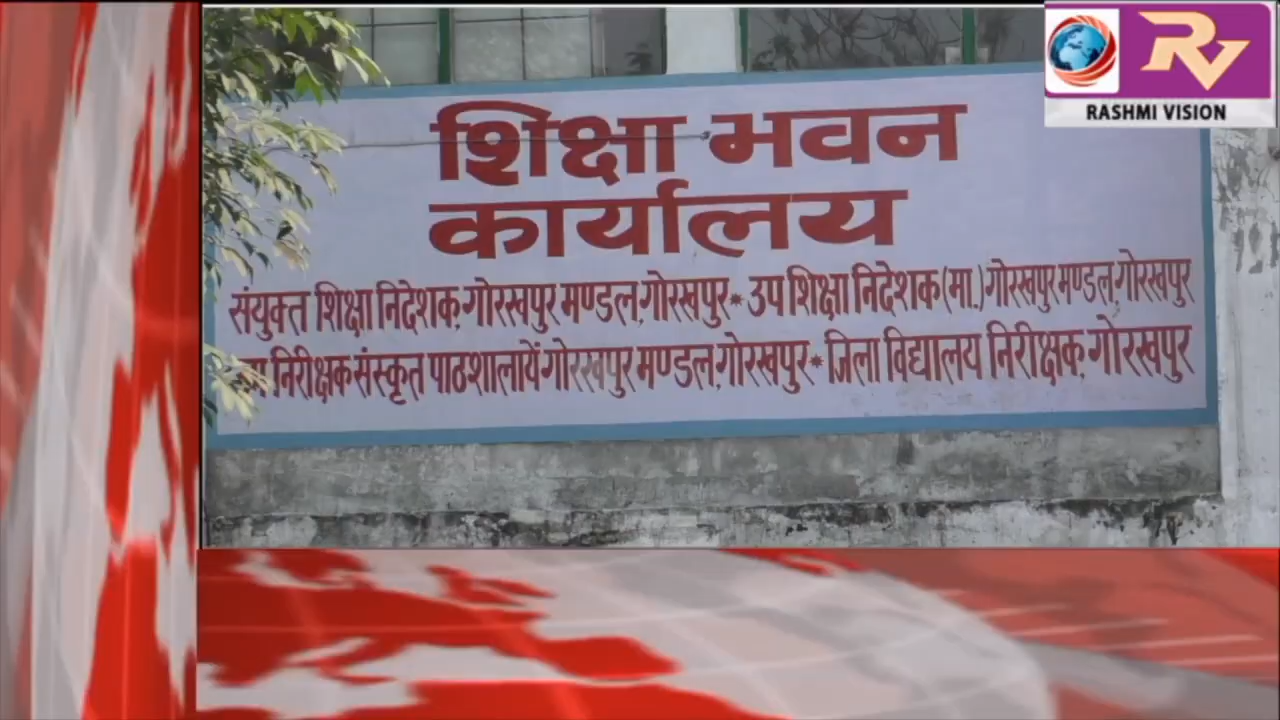 RV
RASHMI VISION
शिक्षा भवन
कार्यालय
संयुक्त शिक्षा निदेशक,गोरखपुर मण्डल,गोरखपुर* उप शिक्षा निदेशक(मा.)गोरखपुर मण्डल,गोरखपुर
निरीक्षक संस्कृत पाठशालायें गोरखपुर मण्डल,गोरखपुर* जिला विद्यालय निरीक्षक,गोरखपुर